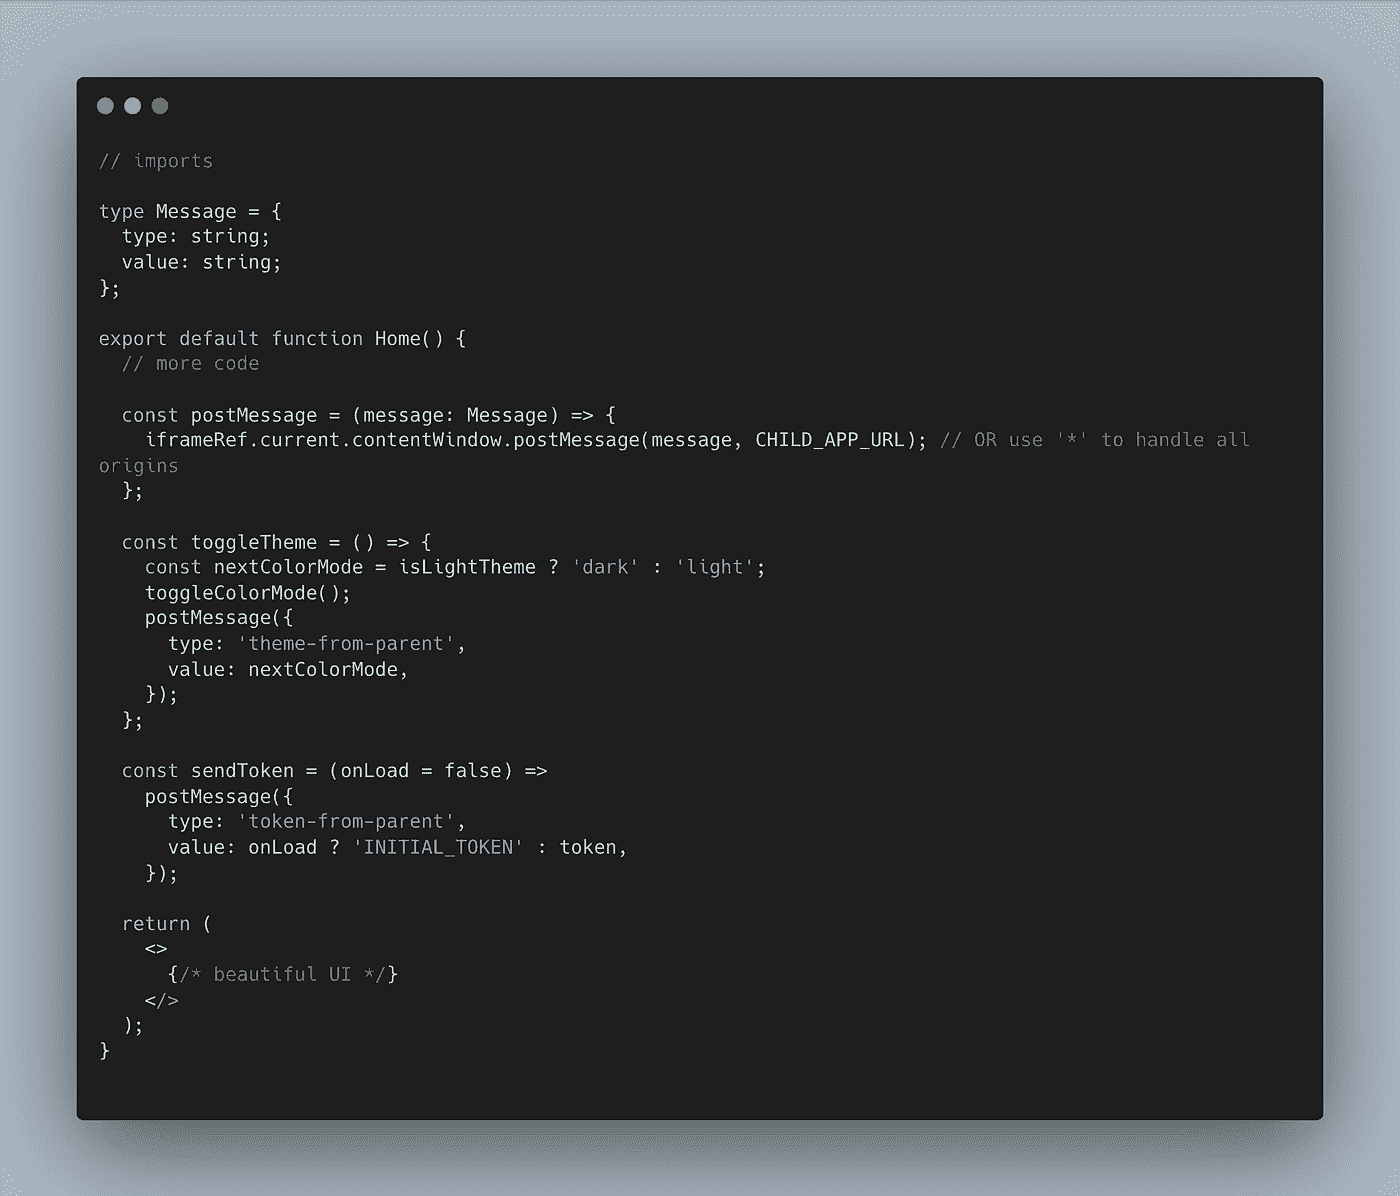 // imports

type Message = {
  type: string;
  value: string;
};

export default function Home() {
  // more code

  const postMessage = (message: Message) => {
    iframeRef.current.contentWindow.postMessage(message, CHILD_APP_URL); // OR use '*' to handle all
origins
  };

  const toggleTheme = () => {
    const nextColorMode = isLightTheme ? 'dark' : 'light';
    toggleColorMode();
    postMessage({
      type: 'theme-from-parent',
      value: nextColorMode,
    });
  };

  const sendToken = (onLoad = false) =>
    postMessage({
      type: 'token-from-parent',
      value: onLoad ? 'INITIAL_TOKEN' : token,
    });

  return (
    <>
      {/* beautiful UI */}
    </>
  );
}